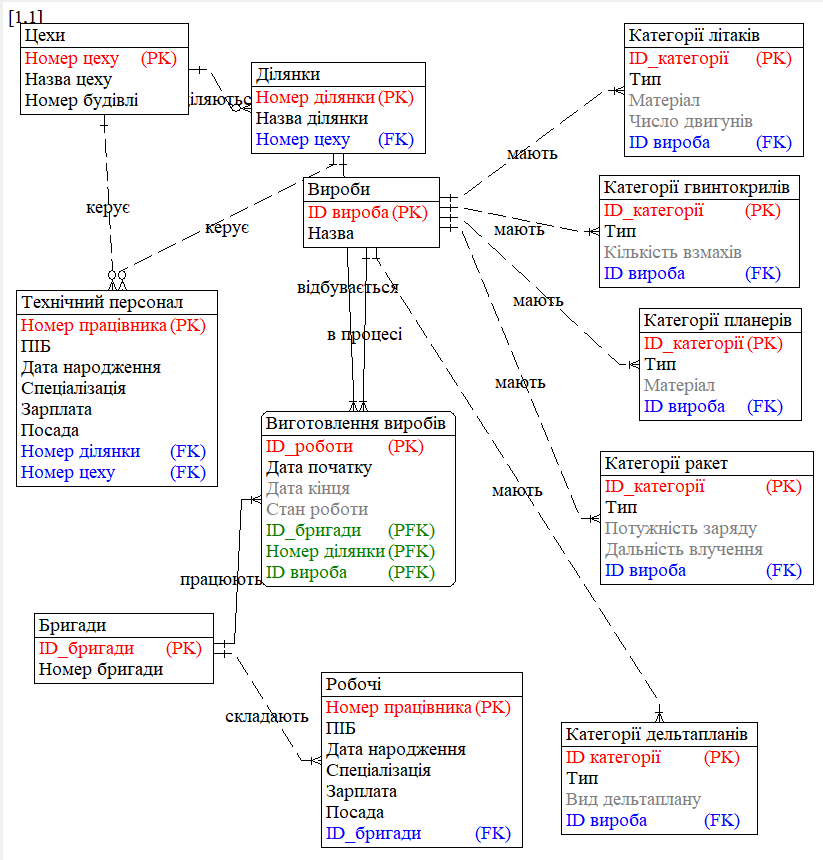 [1,1]
Цехи
Номер цеху (PK)
Назва цеху
Номер будівлі
іляються
Ділянки
Номер ділянки (PK)
Назва ділянки
Номер цеху (FK)
Категорії літаків
ID_категорії (PK)
Тип
Матеріал
Число двигунів
ID вироба (FK)
мають
Вироби
ID вироба (PK)
Назва
Категорії гвинтокрилів
ID_категорії (PK)
Тип
Кількість взмахів
ID вироба (FK)
мають
керує
керує
Технічний персонал
Номер працівника (PK)
ПІБ
Дата народження
Спеціалізація
Зарплата
Посада
Номер ділянки (FK)
Номер цеху (FK)
відбувається
в процесі
мають
Категорії планерів
ID_категорії (PK)
Тип
Матеріал
ID вироба (FK)
мають
Виготовлення виробів
ID_роботи (PK)
Дата початку
Дата кінця
Стан роботи
ID_бригади (PFK)
Номер ділянки (PFK)
ID вироба (PFK)
Категорії ракет
ID_категорії (PK)
Тип
Потужність заряду
Дальність влучення
ID вироба (FK)
мають
працюють
Бригади
ID_бригади (PK)
Номер бригади
складають
Робочі
Номер працівника (PK)
ПІБ
Дата народження
Спеціалізація
Зарплата
Посада
ID_бригади (FK)
Категорії дельтапланів
ID категорії (PK)
Тип
Вид дельтаплану
ID вироба (FK)